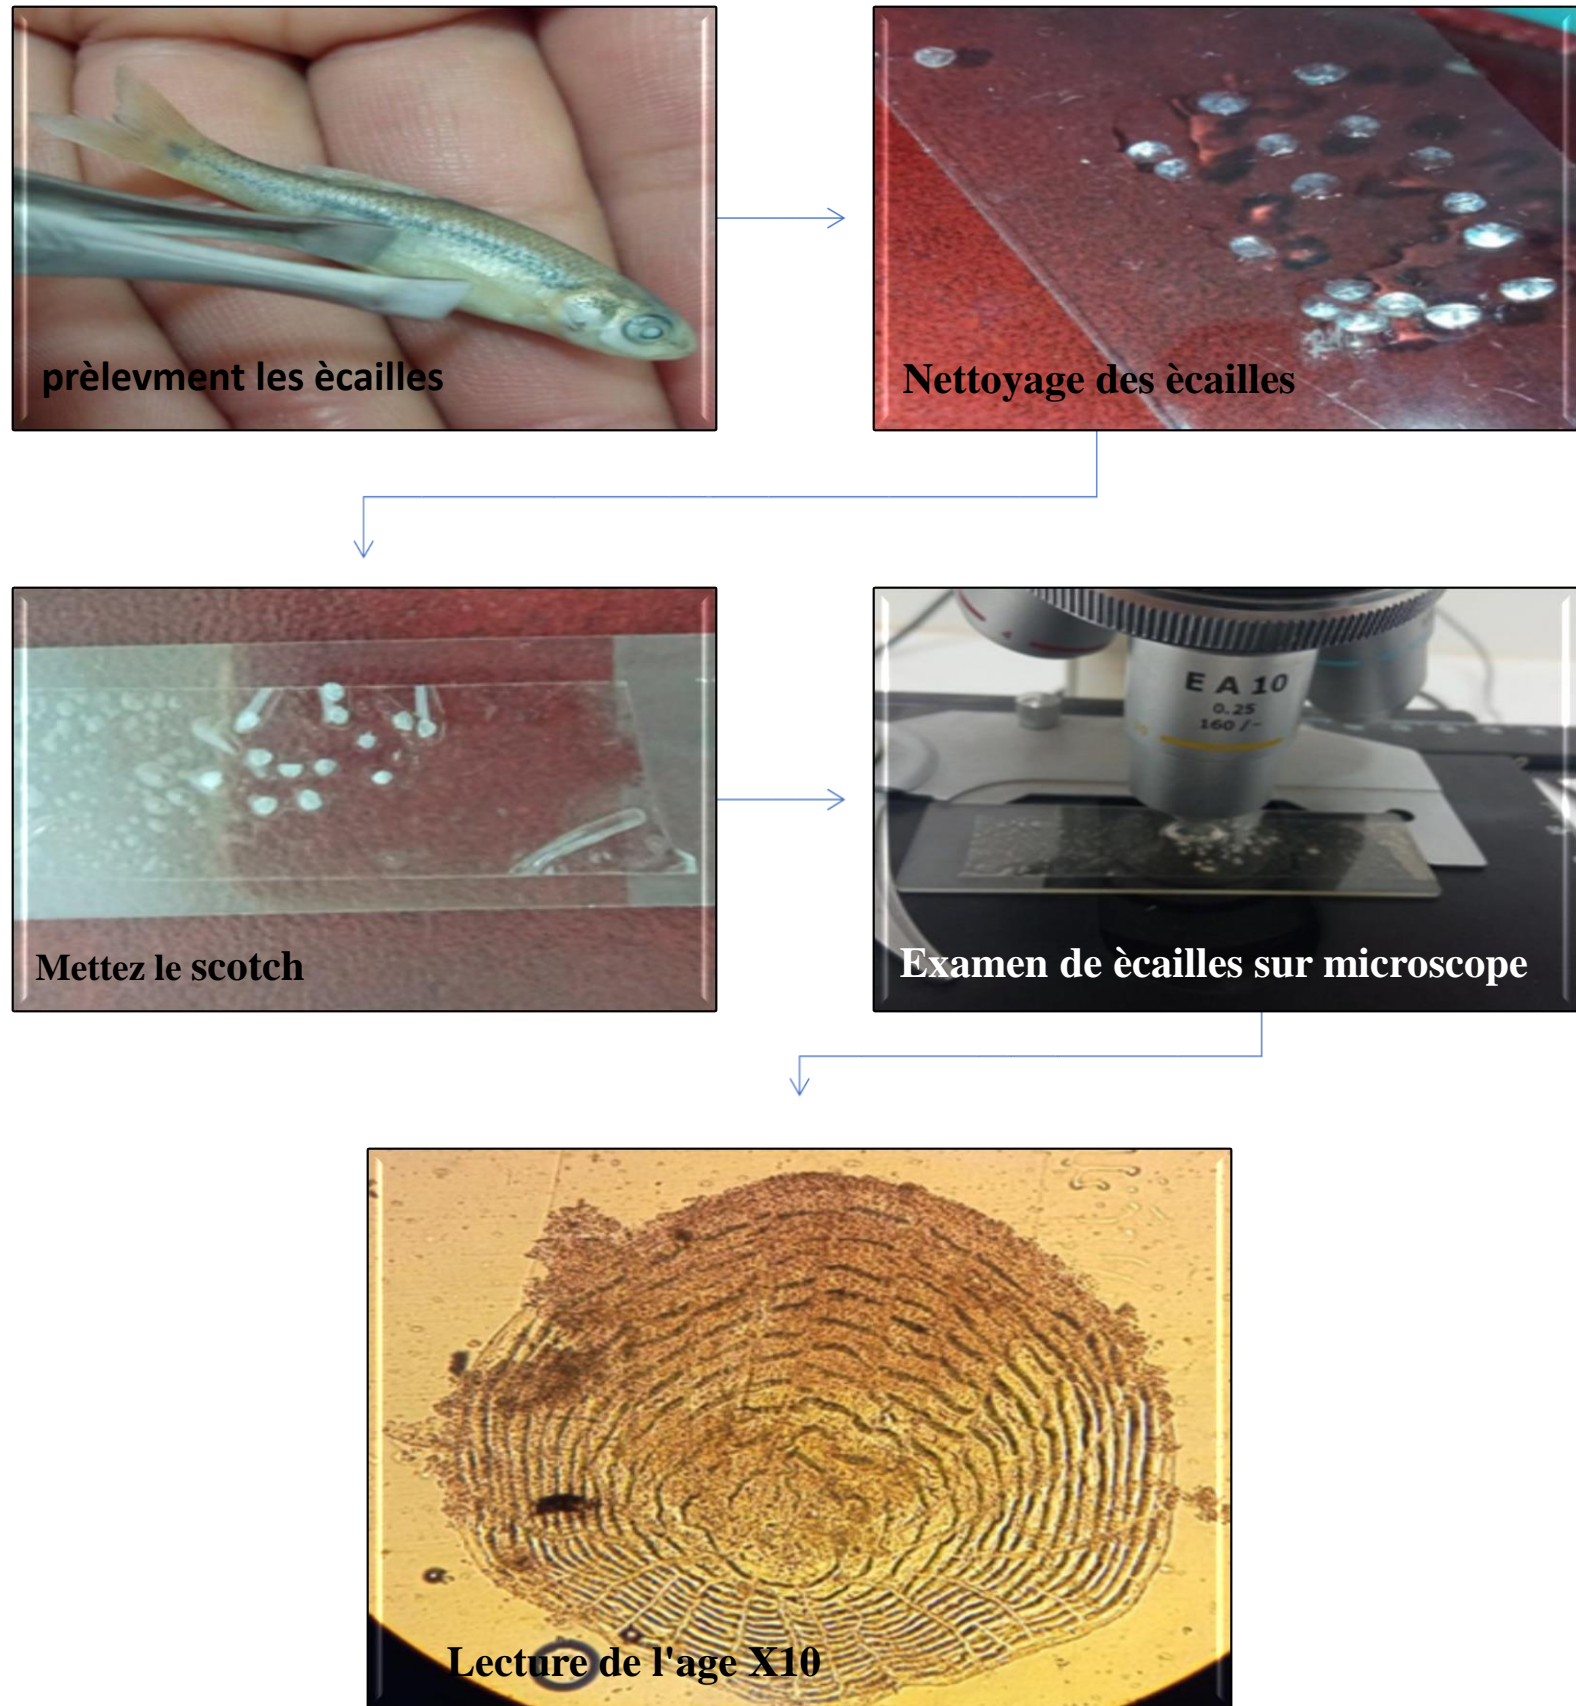 prèlevment les ècailles
Nettoyage des ècailles
Mettez le scotch
4
E A 10
0.25
160 /-
Examen de ècailles sur microscope
Lecture de l'age X10